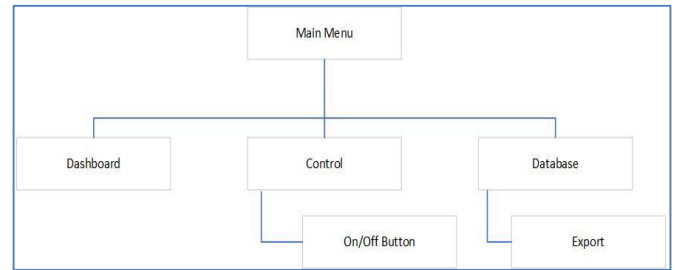 Main Menu
Dashboard
Control
Database
On/Off Button
Export